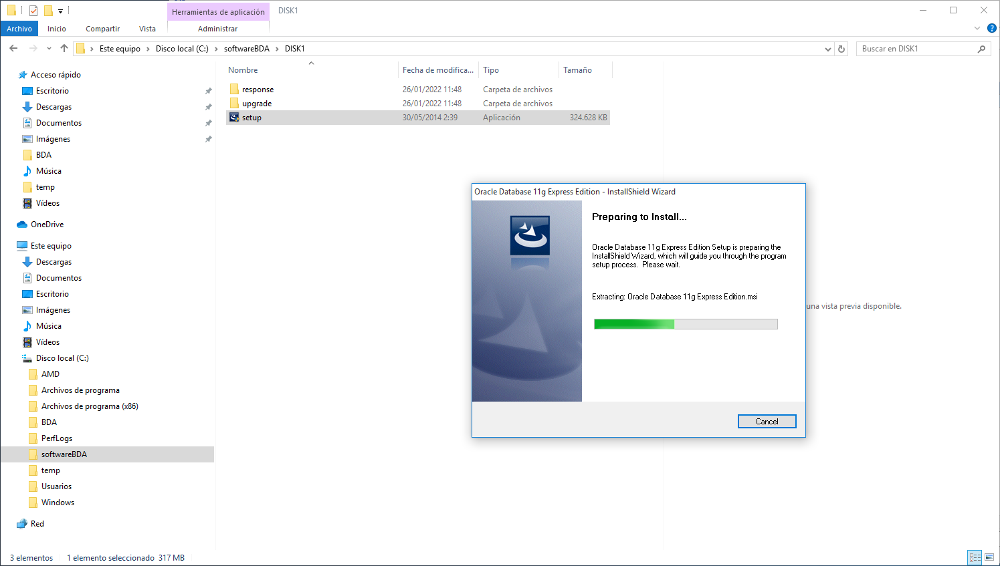 Herramientas de aplicación
DISK1
Archivo
Inicio
Compartir
Vista
Administrar
Este equipo
Disco local (C:)
softwareBDA
DISK1
Buscar en DISK1
Acceso rápido
Escritorio
Descargas
Documentos
Imágenes
BDA
Música
temp
Vídeos
OneDrive
Este equipo
Descargas
Documentos
Escritorio
Imágenes
Música
Vídeos
Disco local (C:)
AMD
Archivos de programa
Archivos de programa (x86)
BDA
PerfLogs
softwareBDA
temp
Usuarios
Windows
Red
Nombre Fecha de modifica... Tipo Tamaño
response 26/01/2022 11:48 Carpeta de archivos
upgrade 26/01/2022 11:48 Carpeta de archivos
setup 30/05/2014 2:39 Aplicación 324.628 KB
Oracle Database 11g Express Edition - InstallShield Wizard
Preparing to Install...
Oracle Database 11g Express Edition Setup is preparing the
InstallShield Wizard, which will guide you through the program
setup process. Please wait.
Extracting: Oracle Database 11g Express Edition.msi
Cancel
una vista previa disponible.
3 elementos
1 elemento seleccionado 317 MB